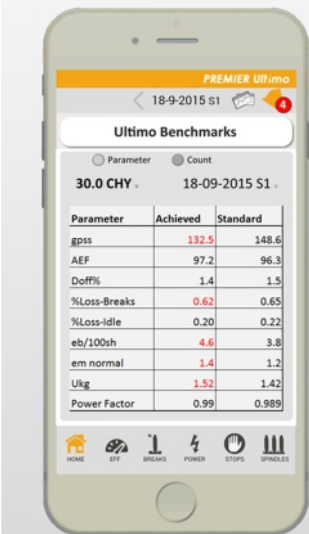 PREMIER Ultimo
18-9-2015 S1
4
Ultimo Benchmarks
Parameter Count
30.0 CHY 18-09-2015 S1
Parameter Achieved Standard
gpss 132.5 148.6
AEF 97.2 96.3
Doff% 1.4 1.5
%Loss-Breaks 0.62 0.65
%Loss-Idle 0.20 0.22
eb/100sh 4.6 3.8
em normal 1.4 1.2
Ukg 1.52 1.42
Power Factor 0.99 0.989
HOME EFF BREAKS POWER STOPS SPINDLES